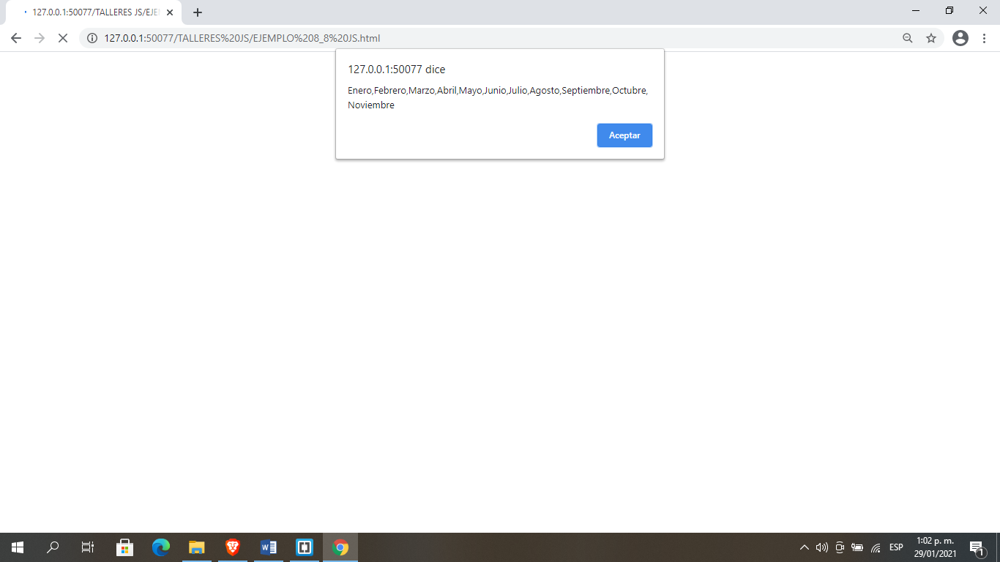 127.0.0.1:50077/TALLERES JS/EJE
127.0.0.1:50077/TALLERES%20JS/EJEMPLO%208_8%20JS.html
127.0.0.1:50077 dice
Enero,Febrero,Marzo,Abril,Mayo,Junio,Julio,Agosto,Septiembre,Octubre,
Noviembre
Aceptar
ESP
1:02 p. m.
29/01/2021
1